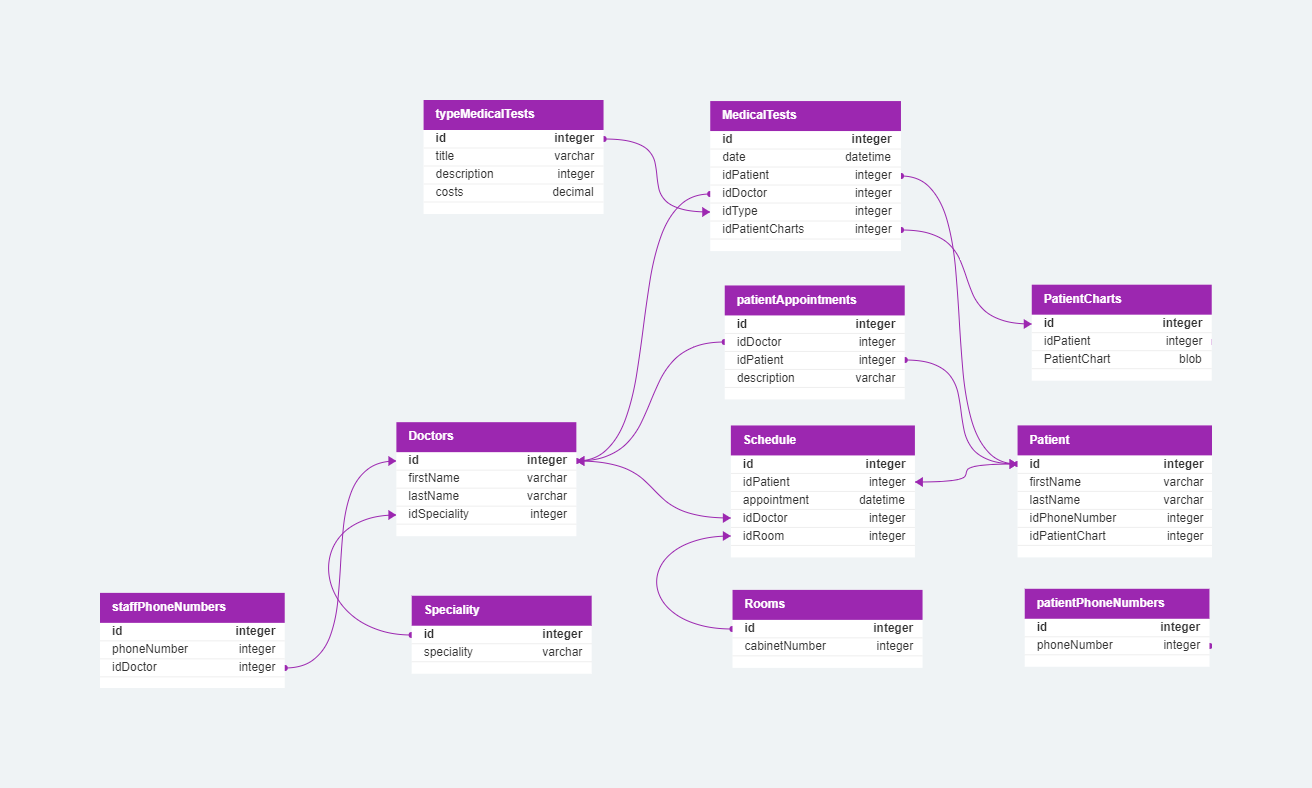 typeMedicalTests
id integer
title varchar
description integer
costs decimal
MedicalTests
id integer
date datetime
idPatient integer
idDoctor integer
idType integer
idPatientCharts integer
patientAppointments
id integer
idDoctor integer
idPatient integer
description varchar
PatientCharts
id integer
idPatient integer
PatientChart blob
Doctors
id integer
firstName varchar
lastName varchar
idSpeciality integer
Schedule
id integer
idPatient integer
appointment datetime
idDoctor integer
idRoom integer
Patient
id integer
firstName varchar
lastName varchar
idPhoneNumber integer
idPatientChart integer
staffPhoneNumbers
id integer
phoneNumber integer
idDoctor integer
Speciality
id integer
speciality varchar
Rooms
id integer
cabinetNumber integer
patientPhoneNumbers
id integer
phoneNumber integer